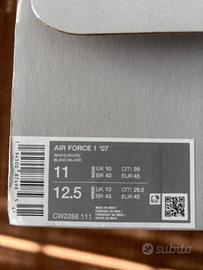 AIR FORCE 1 '07
WHITE/WHITE
BLANC/BLANC
11
UK 10
CM 29
BR 43
EUR 45
12.5
UK 10
CM 29.5
BR 43
EUR 45
CW2288 111
subito